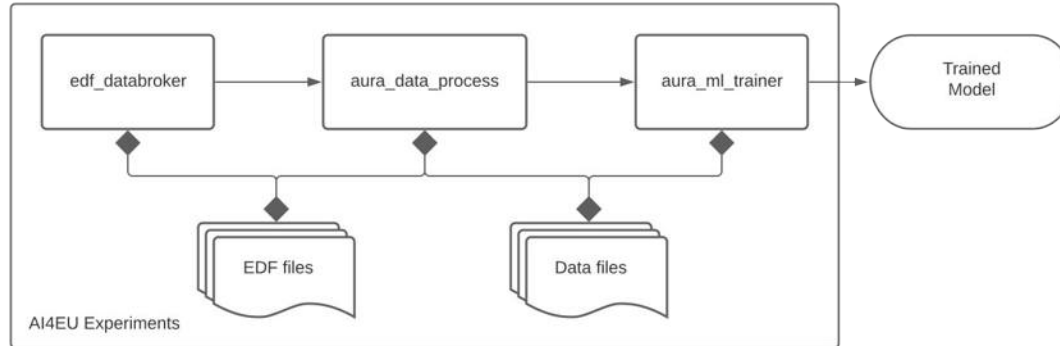 edf_databroker
aura_data_process
aura_ml_trainer
Trained
Model
EDF files
Data files
AI4EU Experiments